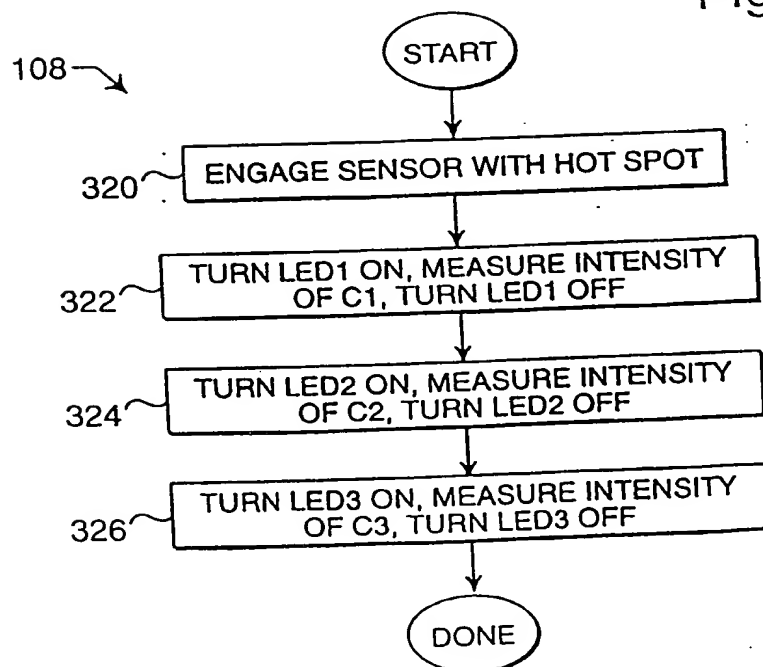 Fig
START
108
ENGAGE SENSOR WITH HOT SPOT
320
TURN LED1 ON, MEASURE INTENSITY
OF C1, TURN LED1 OFF
322
TURN LED2 ON, MEASURE INTENSITY
OF C2, TURN LED2 OFF
324
TURN LED3 ON, MEASURE INTENSITY
OF C3, TURN LED3 OFF
326
DONE